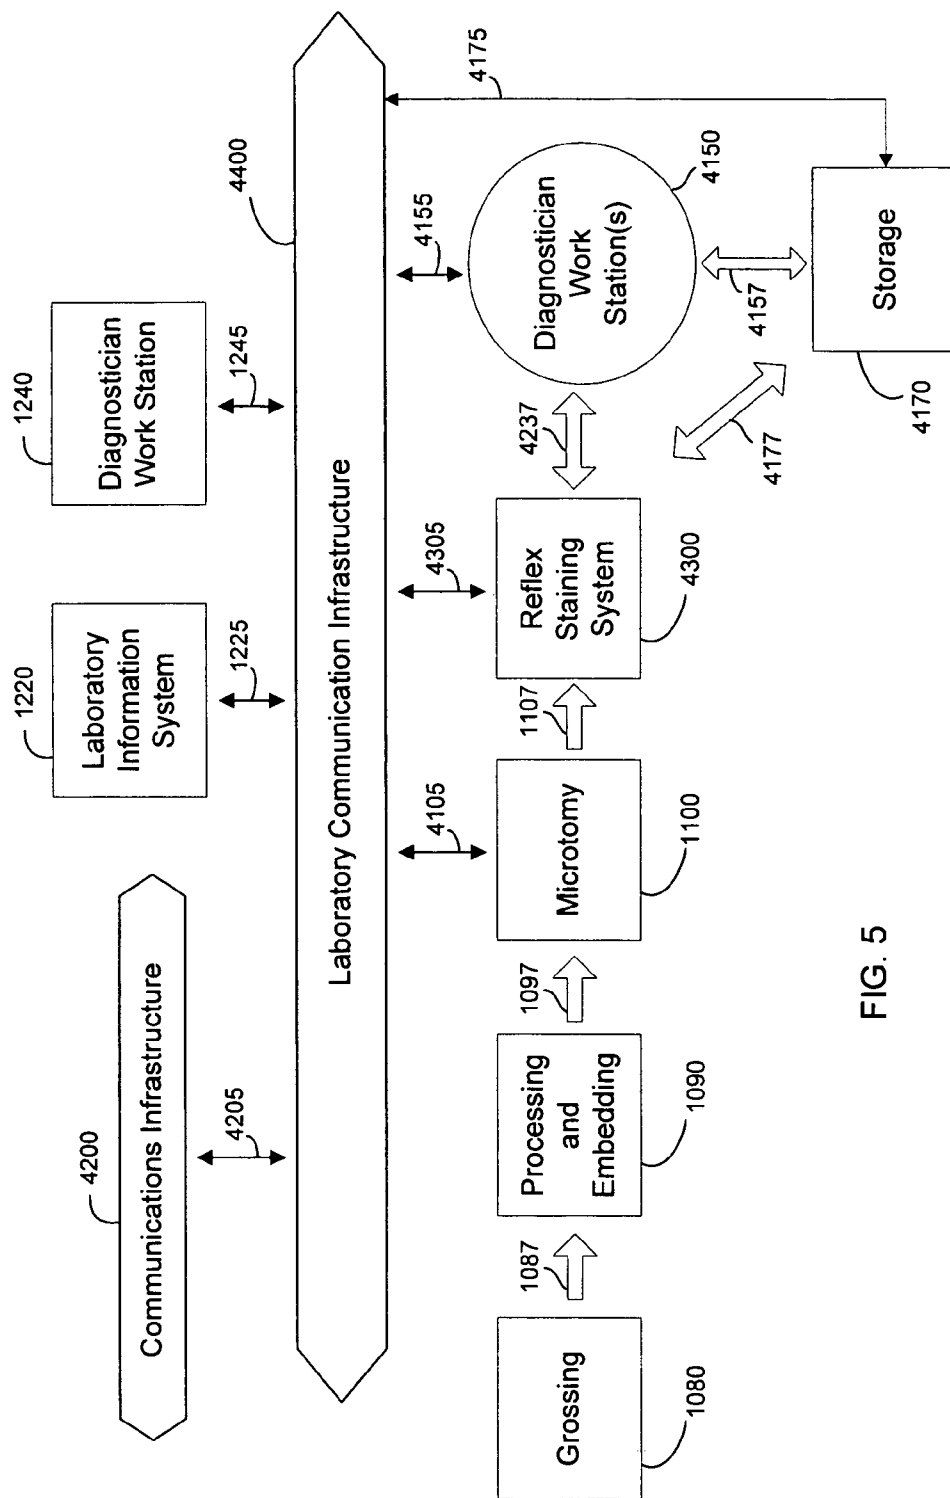 4200
Communications Infrastructure
4205
1220
Laboratory
Information
System
1225
1240
Diagnostician
Work Station
1245
4400
Laboratory Communication Infrastructure
4105
4305
4155
4175
Grossing
1080
1087
Processing
and
Embedding
1090
1097
Microtomy
1100
1107
Reflex
Staining
System
4300
4237
Diagnostician
Work
Station(s)
4150
4157
4177
Storage
4170
FIG. 5